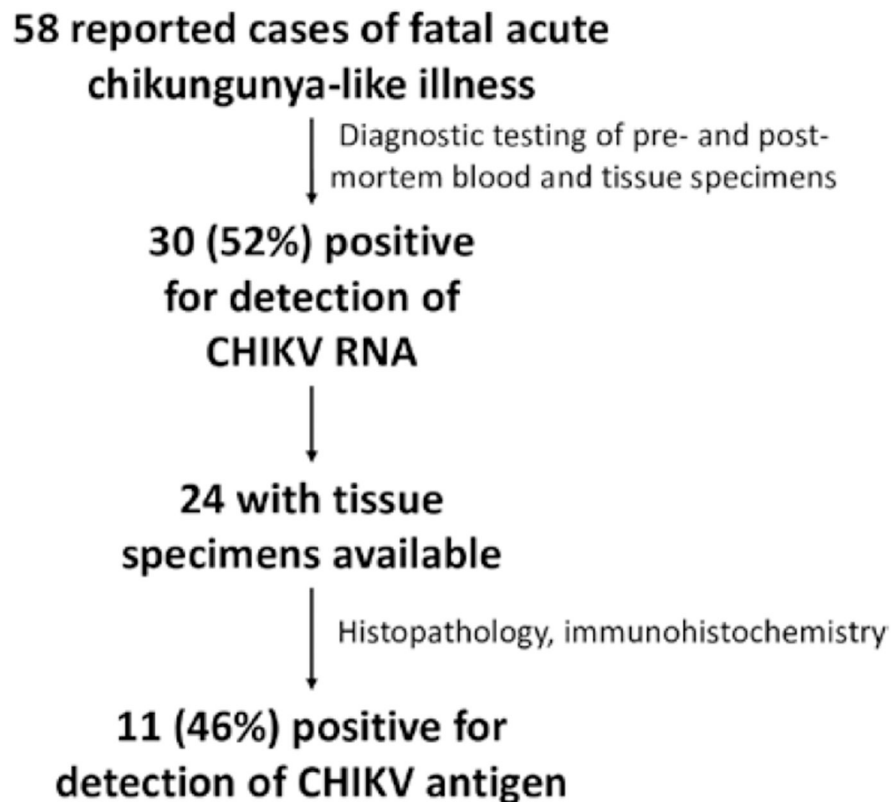 58 reported cases of fatal acute
chikungunya-like illness
Diagnostic testing of pre- and post-
mortem blood and tissue specimens
30 (52%) positive
for detection of
CHIKV RNA
24 with tissue
specimens available
Histopathology, immunohistochemistry
11 (46%) positive for
detection of CHIKV antigen